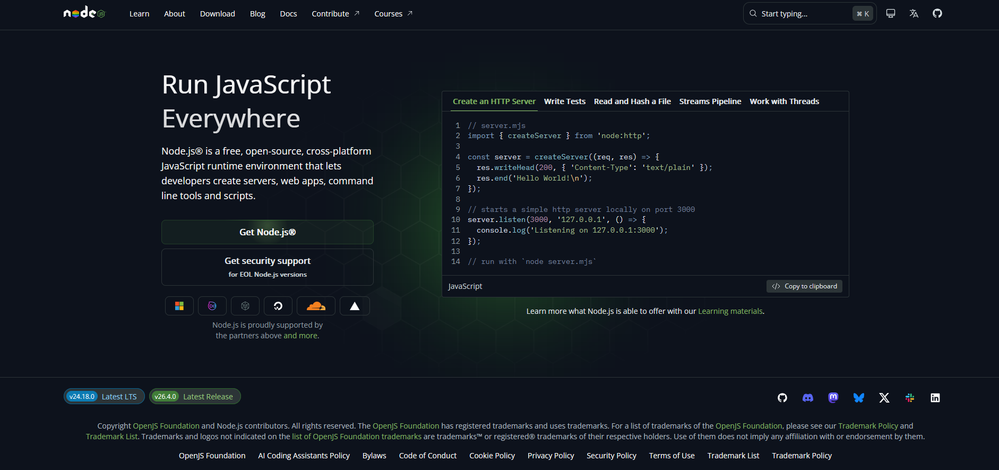 node JS
Learn About Download Blog Docs Contribute ↗ Courses ↗
Start typing... ⌘ K
Run JavaScript
Everywhere
Node.js® is a free, open-source, cross-platform
JavaScript runtime environment that lets
developers create servers, web apps, command
line tools and scripts.
Get Node.js®
Get security support
for EOL Node.js versions
Node.js is proudly supported by
the partners above and more.
Create an HTTP Server Write Tests Read and Hash a File Streams Pipeline Work with Threads
1 // server.mjs
2 import { createServer } from 'node:http';
3
4 const server = createServer((req, res) => {
5   res.writeHead(200, { 'Content-Type': 'text/plain' });
6   res.end('Hello World!\n');
7 });
8
9 // starts a simple http server locally on port 3000
10 server.listen(3000, '127.0.0.1', () => {
11   console.log('Listening on 127.0.0.1:3000');
12 });
13
14 // run with `node server.mjs`
JavaScript
</> Copy to clipboard
Learn more what Node.js is able to offer with our Learning materials.
v24.18.0 Latest LTS v26.4.0 Latest Release
Copyright OpenJS Foundation and Node.js contributors. All rights reserved. The OpenJS Foundation has registered trademarks and uses trademarks. For a list of trademarks of the OpenJS Foundation, please see our Trademark Policy and
Trademark List. Trademarks and logos not indicated on the list of OpenJS Foundation trademarks are trademarks™ or registered® trademarks of their respective holders. Use of them does not imply any affiliation with or endorsement by them.
OpenJS Foundation AI Coding Assistants Policy Bylaws Code of Conduct Cookie Policy Privacy Policy Security Policy Terms of Use Trademark List Trademark Policy